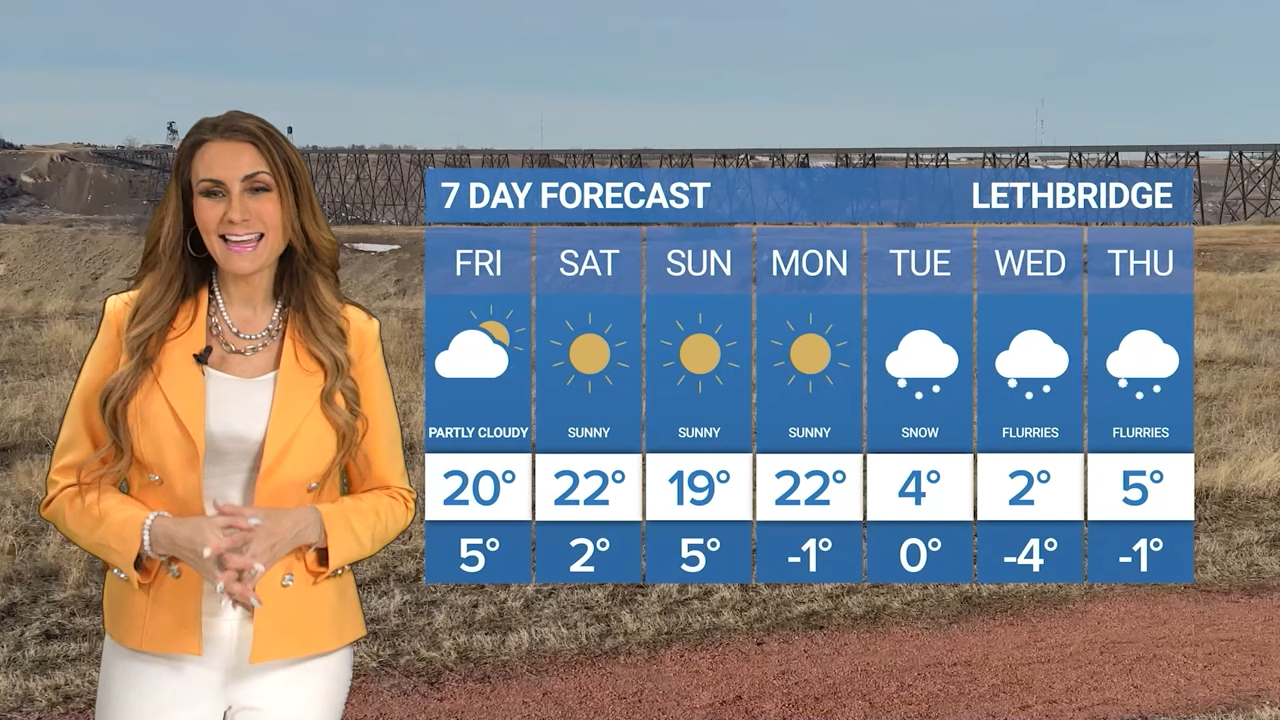 7 DAY FORECAST LETHBRIDGE
FRI SAT SUN MON TUE WED THU
PARTLY CLOUDY SUNNY SUNNY SUNNY SNOW FLURRIES FLURRIES
20° 22° 19° 22° 4° 2° 5°
5° 2° 5° -1° 0° -4° -1°